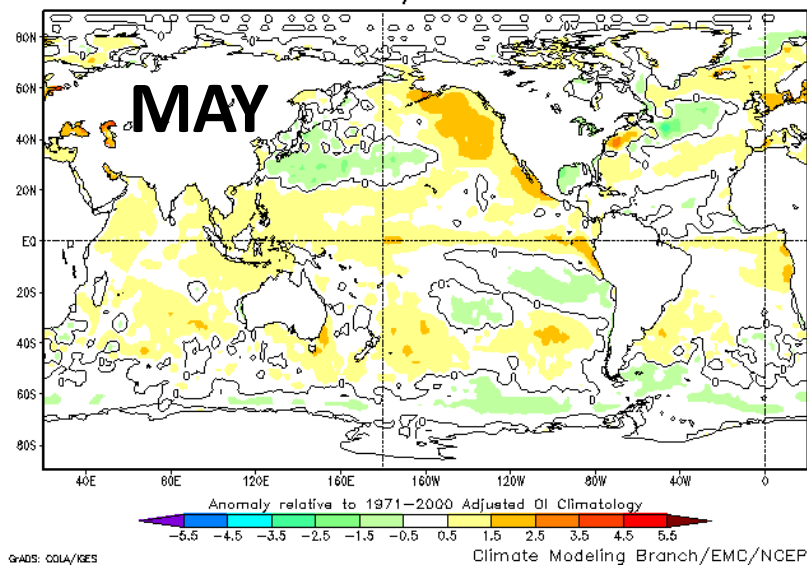 MAY
80N
60N
40N
20N
EQ
20S
40S
60S
80S
40E 80E 120E 160E 160W 120W 80W 40W 0
Anomaly relative to 1971-2000 Adjusted OI Climatology
-5.5 -4.5 -3.5 -2.5 -1.5 -0.5 0.5 1.5 2.5 3.5 4.5 5.5
GrADS: COLA/IGES
Climate Modeling Branch/EMC/NCEP